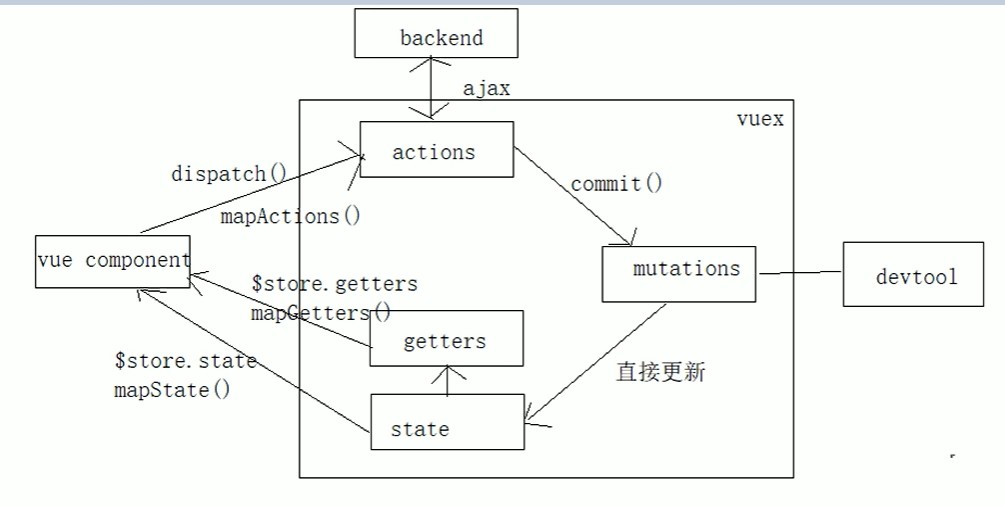 backend
ajax
vuex
actions
dispatch()
commit()
mapActions()
vue component
mutations
devtool
$store.getters
mapGetters()
getters
$store.state
mapState()
直接更新
state